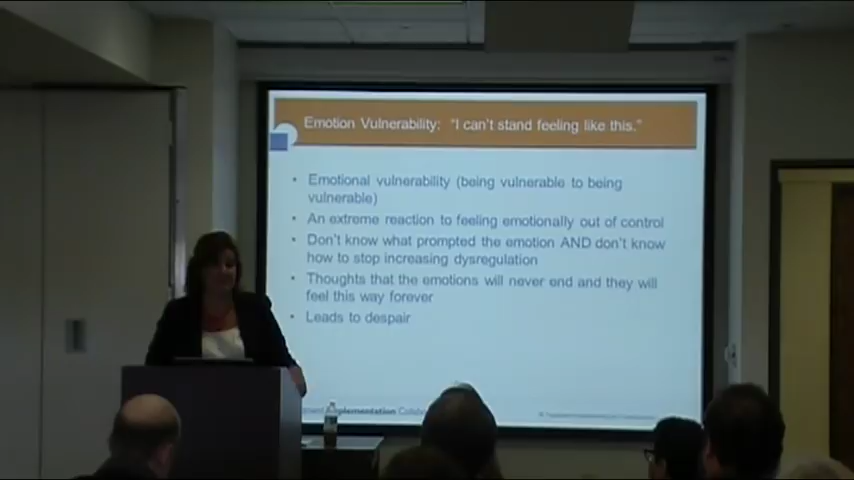 Emotion Vulnerability: "I can't stand feeling like this."
• Emotional vulnerability (being vulnerable to being
vulnerable)
• An extreme reaction to feeling emotionally out of control
• Don't know what prompted the emotion AND don't know
how to stop increasing dysregulation
• Thoughts that the emotions will never end and they will
feel this way forever
• Leads to despair
Implementation